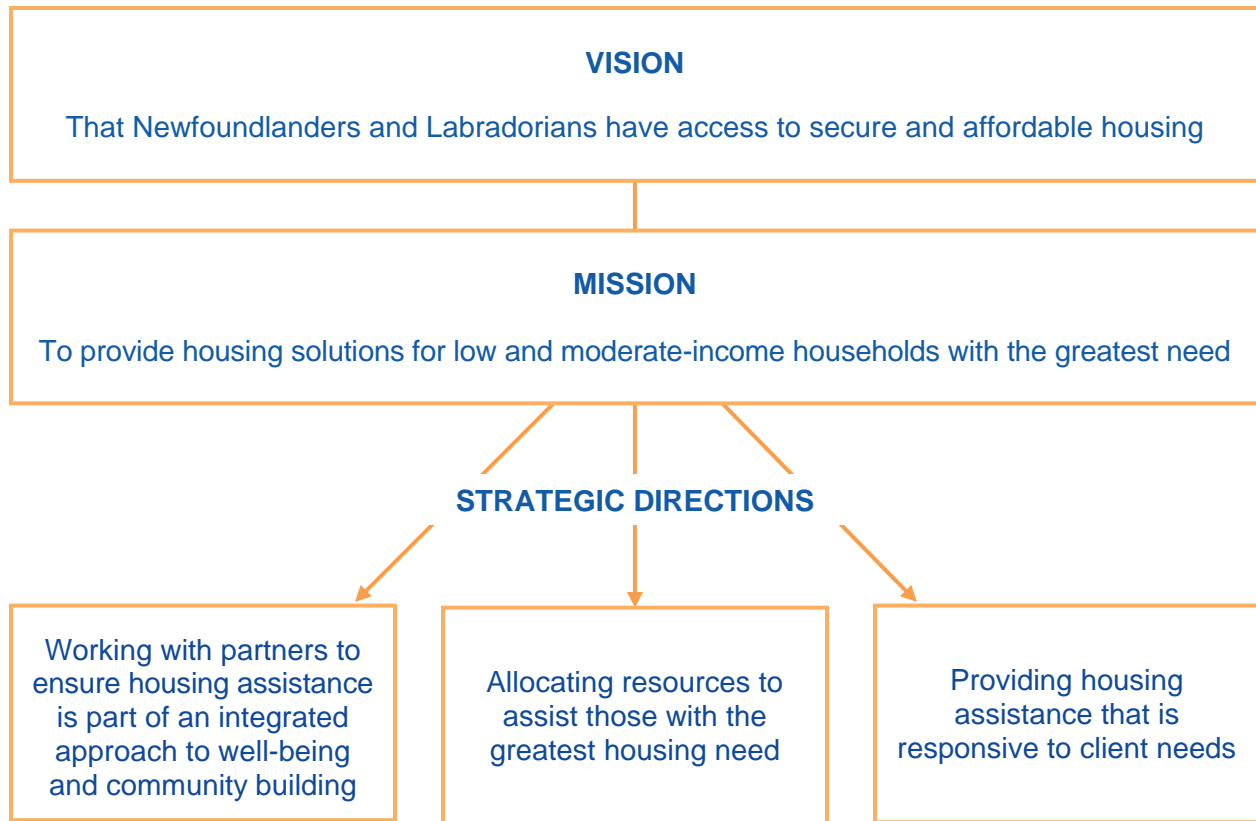 VISION
That Newfoundlanders and Labradorians have access to secure and affordable housing
MISSION
To provide housing solutions for low and moderate-income households with the greatest need
STRATEGIC DIRECTIONS
Working with partners to
ensure housing assistance
is part of an integrated
approach to well-being
and community building
Allocating resources to
assist those with the
greatest housing need
Providing housing
assistance that is
responsive to client needs